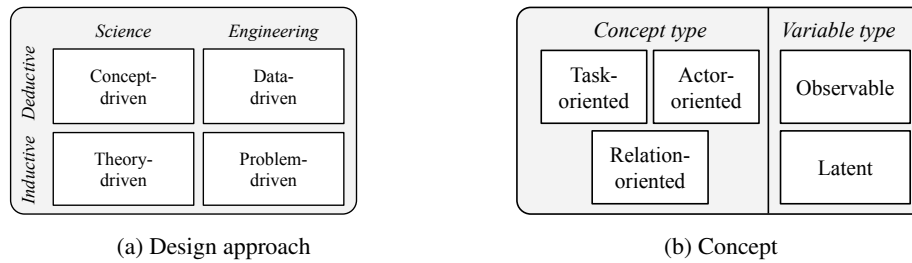 Science Engineering
Deductive
Concept-
driven
Data-
driven
Inductive
Theory-
driven
Problem-
driven
(a) Design approach
Concept type Variable type
Task-
oriented
Actor-
oriented
Observable
Relation-
oriented
Latent
(b) Concept